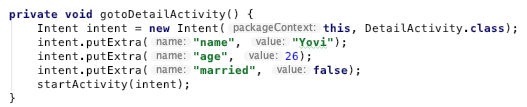 private void gotoDetailActivity() {
    Intent intent = new Intent( packageContext: this, DetailActivity.class);
    intent.putExtra( name: "name", value: "Yovi");
    intent.putExtra( name: "age", value: 26);
    intent.putExtra( name: "married", value: false);
    startActivity(intent);
}